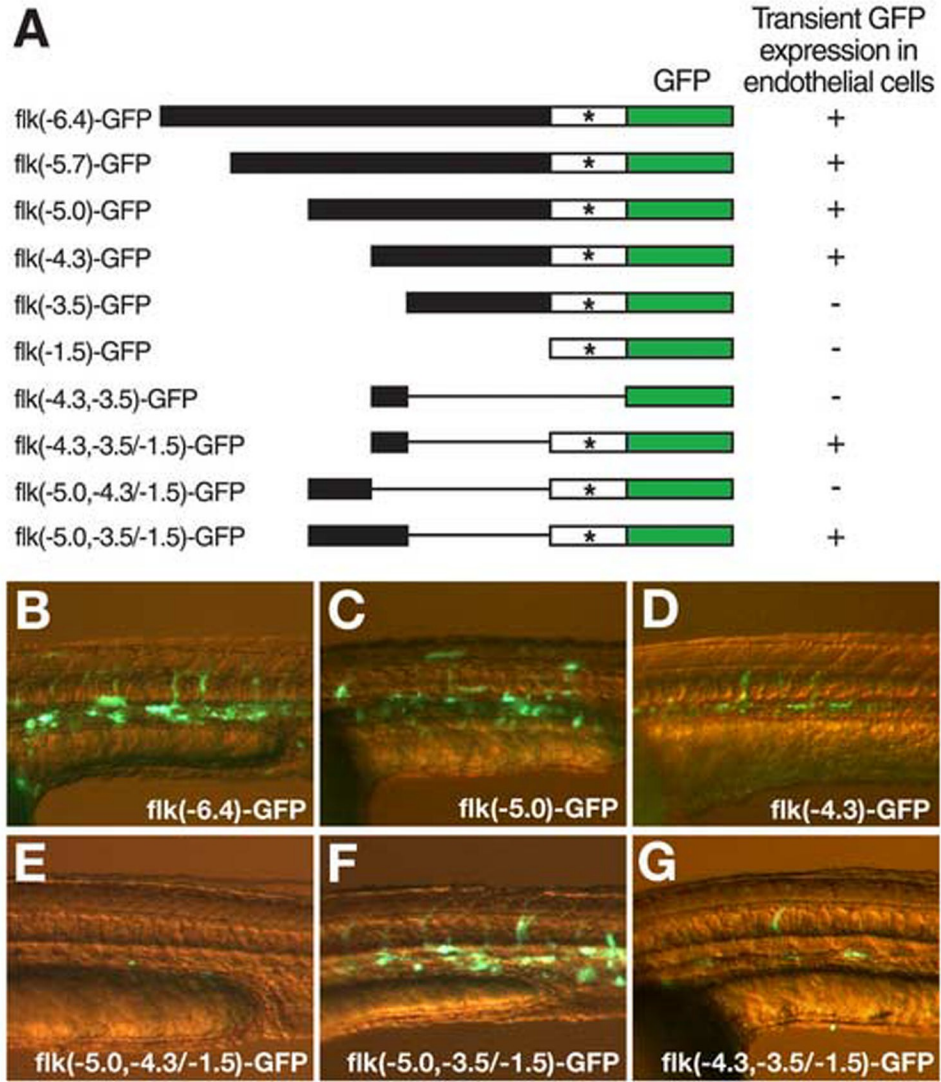 A
Transient GFP
expression in
endothelial cells
GFP
flk(-6.4)-GFP * +
flk(-5.7)-GFP * +
flk(-5.0)-GFP * +
flk(-4.3)-GFP * +
flk(-3.5)-GFP * -
flk(-1.5)-GFP * -
flk(-4.3,-3.5)-GFP -
flk(-4.3,-3.5/-1.5)-GFP * +
flk(-5.0,-4.3/-1.5)-GFP * -
flk(-5.0,-3.5/-1.5)-GFP * +
B
flk(-6.4)-GFP
C
flk(-5.0)-GFP
D
flk(-4.3)-GFP
E
flk(-5.0,-4.3/-1.5)-GFP
F
flk(-5.0,-3.5/-1.5)-GFP
G
flk(-4.3,-3.5/-1.5)-GFP